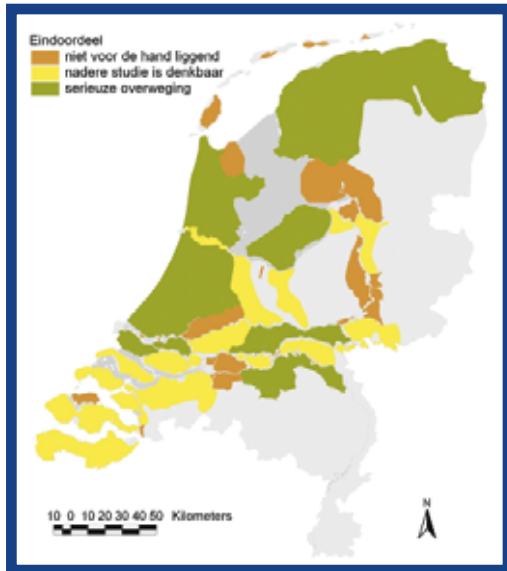 Eindoordeel
niet voor de hand liggend
nadere studie is denkbaar
serieuze overweging
N
10 0 10 20 30 40 50 Kilometers